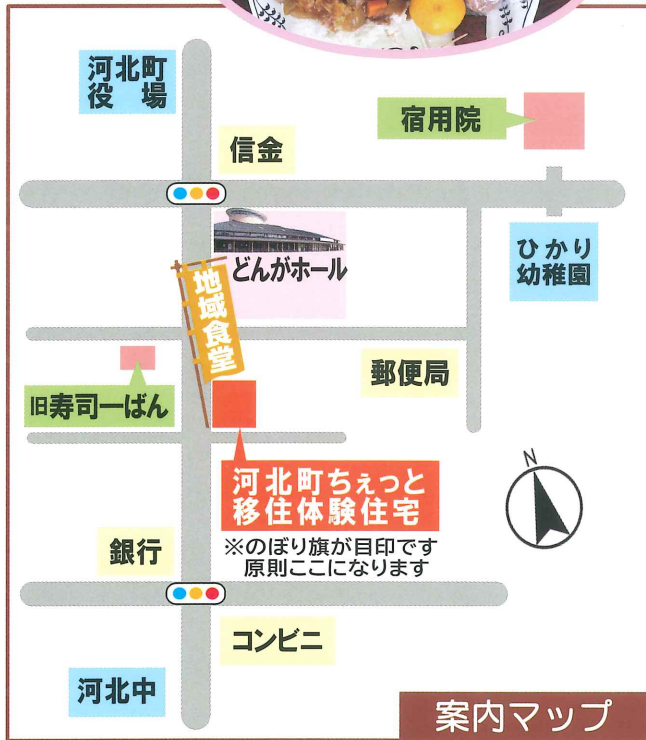 河北町
役　場
信金
宿用院
ひかり
幼稚園
どんがホール
地域食堂
郵便局
旧寿司一ばん
河北町ちぇっと
移住体験住宅
※のぼり旗が目印です
原則ここになります
N
銀行
コンビニ
河北中
案内マップ